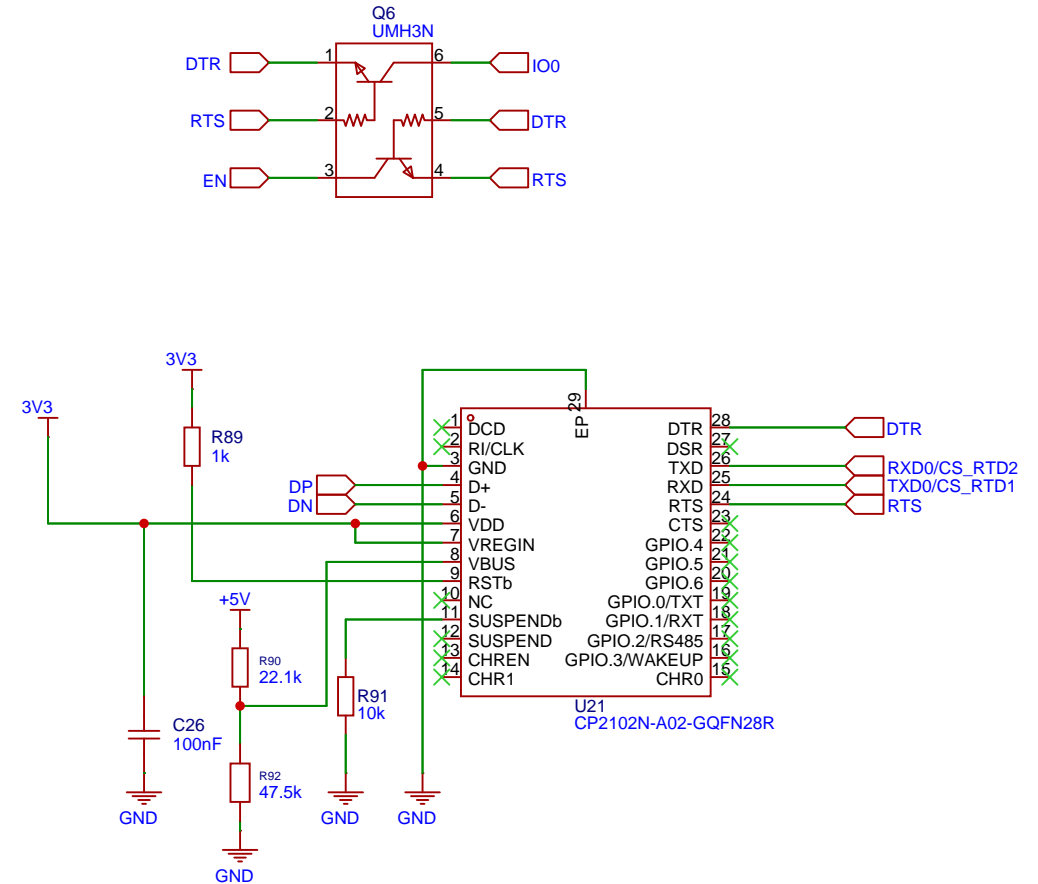 Q6
UMH3N
DTR 1 6 IO0
RTS 2 5 DTR
EN 3 4 RTS
3V3
3V3
R89
1k
29
EP
1 DCD DTR 28 DTR
2 RI/CLK DSR 27
3 GND TXD 26 RXD0/CS_RTD2
DP 4 D+ RXD 25 TXD0/CS_RTD1
DN 5 D- RTS 24 RTS
6 VDD CTS 23
7 VREGIN GPIO.4 22
8 VBUS GPIO.5 21
9 RSTb GPIO.6 20
10 NC GPIO.0/TXT 19
11 SUSPENDb GPIO.1/RXT 18
12 SUSPEND GPIO.2/RS485 17
13 CHREN GPIO.3/WAKEUP 16
14 CHR1 CHR0 15
U21
CP2102N-A02-GQFN28R
+5V
R90
22.1k
R91
10k
C26
100nF
R92
47.5k
GND
GND
GND
GND